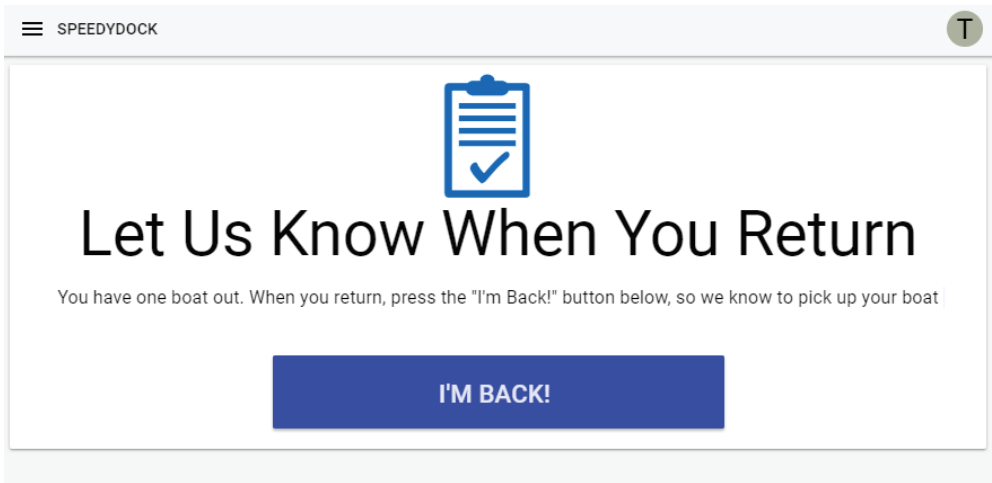 SPEEDYDOCK
T
Let Us Know When You Return
You have one boat out. When you return, press the "I'm Back!" button below, so we know to pick up your boat
I'M BACK!